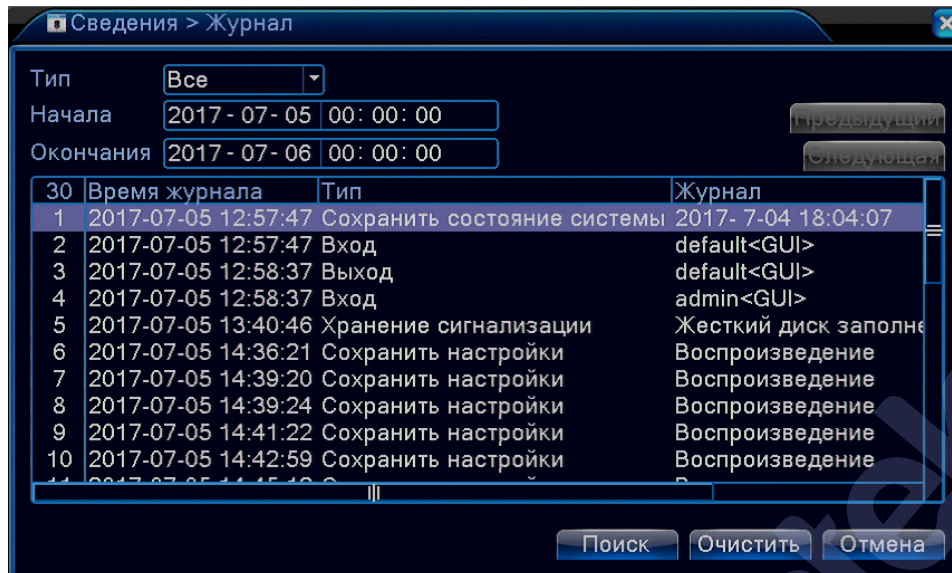 Сведения > Журнал
Тип Все
Начала 2017 - 07 - 05 00: 00: 00
Предыдущий
Окончания 2017 - 07 - 06 00: 00: 00
Следующая
30 Время журнала Тип Журнал
1 2017-07-05 12:57:47 Сохранить состояние системы 2017- 7-04 18:04:07
2 2017-07-05 12:57:47 Вход default<GUI>
3 2017-07-05 12:58:37 Выход default<GUI>
4 2017-07-05 12:58:37 Вход admin<GUI>
5 2017-07-05 13:40:46 Хранение сигнализации Жесткий диск заполне
6 2017-07-05 14:36:21 Сохранить настройки Воспроизведение
7 2017-07-05 14:39:20 Сохранить настройки Воспроизведение
8 2017-07-05 14:39:24 Сохранить настройки Воспроизведение
9 2017-07-05 14:41:22 Сохранить настройки Воспроизведение
10 2017-07-05 14:42:59 Сохранить настройки Воспроизведение
Поиск Очистить Отмена